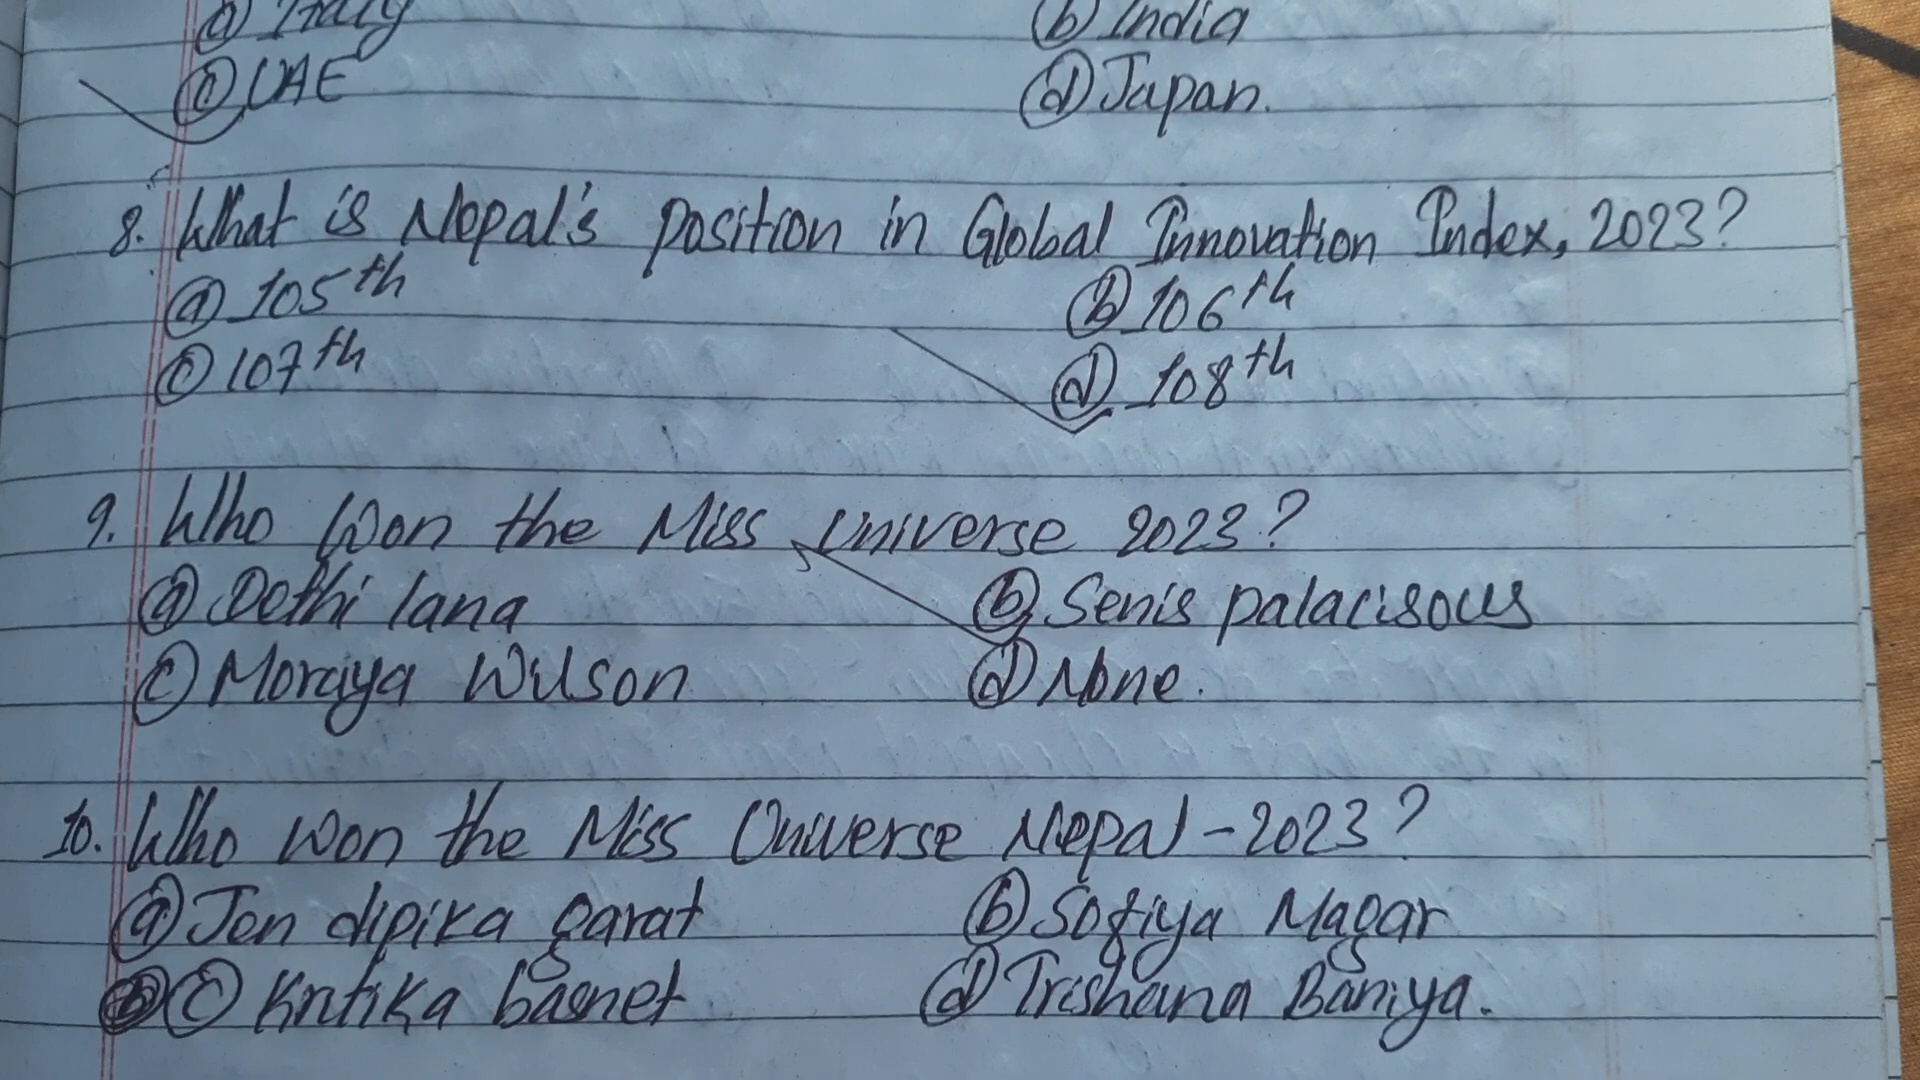 (a) Italy (b) India
(c) UAE (d) Japan.
8. What is Nepal's position in Global Innovation Index, 2023?
(a) 105th (b) 106th
(c) 107th (d) 108th
9. Who won the Miss Universe 2023?
(a) Dethi lana (b) Senis palacisous
(c) Moraya Wilson (d) None.
10. Who won the Miss Universe Nepal - 2023?
(a) Jen dipika garat (b) Sofiya Magar
(c) Kritika basnet (d) Trishana Baniya.